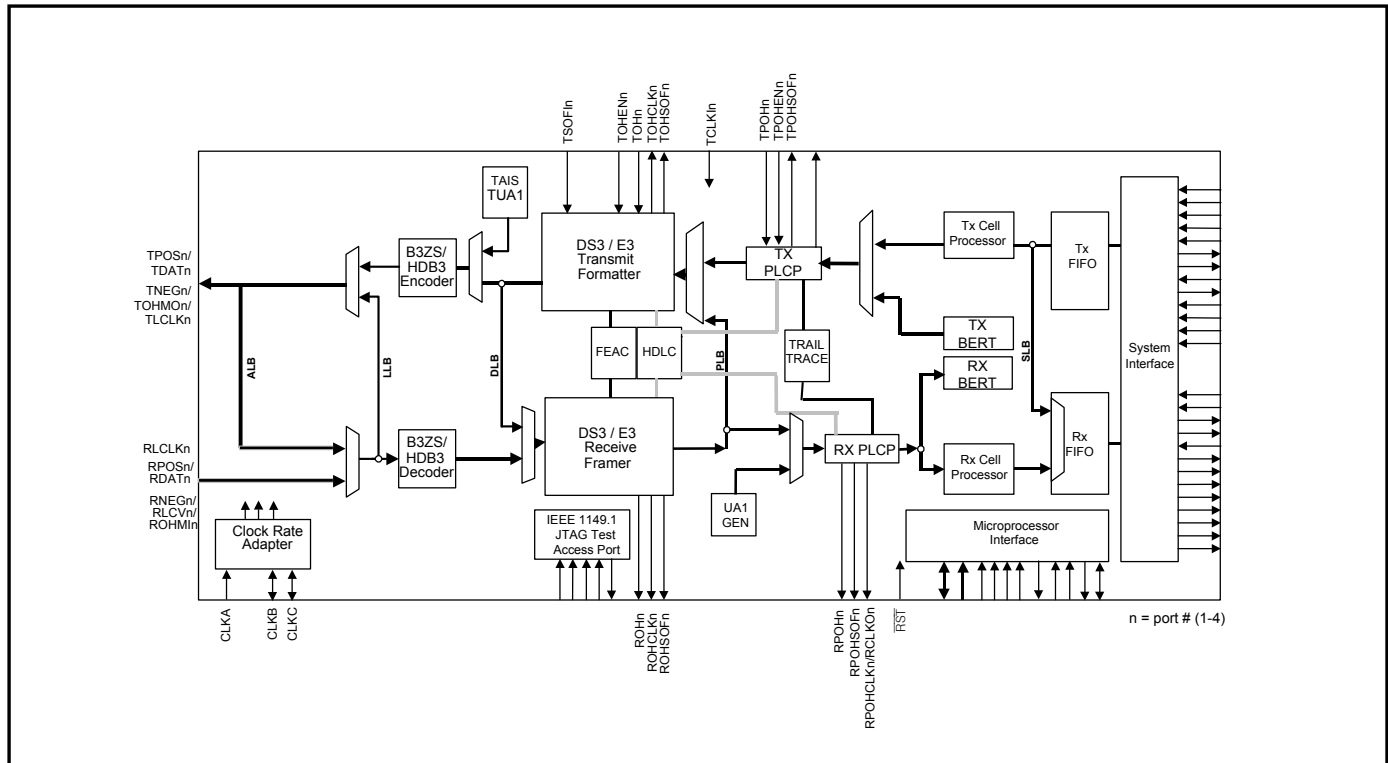 TSOFIn
TOHENn
TOHn
TOHCLKn
TOHSOFn
TCLKIn
TPOHn
TPOHENn
TPOHSOFn
TAIS
TUA1
TPOSn/
TDATn
TNEGn/
TOHMOn/
TLCLKn
B3ZS/
HDB3
Encoder
DS3 / E3
Transmit
Formatter
TX
PLCP
Tx Cell
Processor
Tx
FIFO
TX
BERT
RX
BERT
System
Interface
FEAC
HDLC
TRAIL
TRACE
ALB
LLB
DLB
PLB
SLB
RLCLKn
RPOSn/
RDATn
RNEGn/
RLCVn/
ROHMIn
B3ZS/
HDB3
Decoder
DS3 / E3
Receive
Framer
RX PLCP
Rx Cell
Processor
Rx
FIFO
UA1
GEN
Clock Rate
Adapter
IEEE 1149.1
JTAG Test
Access Port
Microprocessor
Interface
CLKA
CLKB
CLKC
ROHn
ROHCLKn
ROHSOFn
RPOHn
RPOHSOFn
RPOHCLKn/RCLKOn
RST
n = port # (1-4)